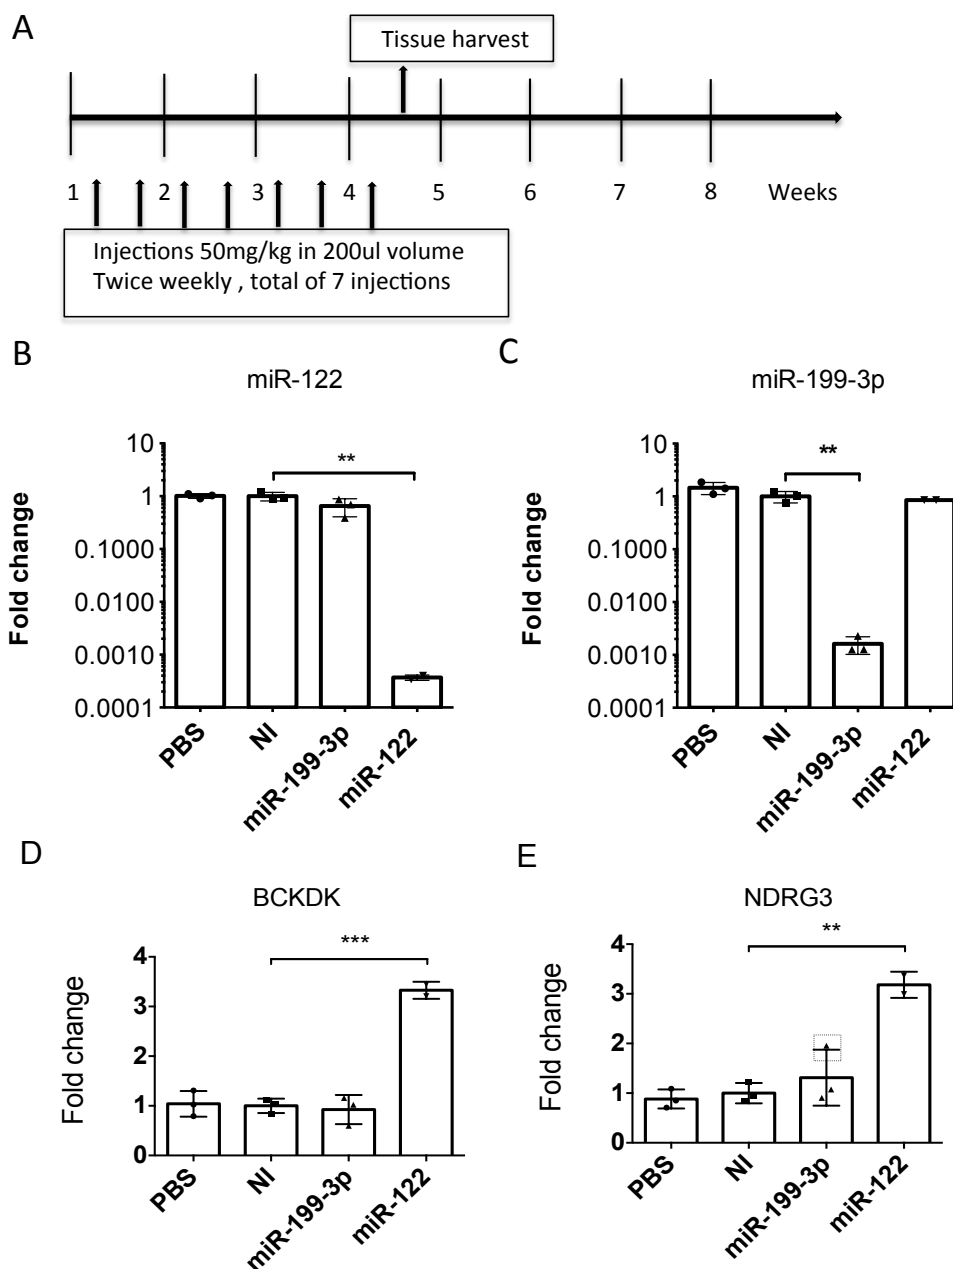 A
Tissue harvest
1 2 3 4 5 6 7 8 Weeks
Injections 50mg/kg in 200ul volume
Twice weekly , total of 7 injections
B
miR-122
Fold change
10
1
0.1000
0.0100
0.0010
0.0001
**
PBS NI miR-199-3p miR-122
C
miR-199-3p
Fold change
10
1
0.1000
0.0100
0.0010
0.0001
**
PBS NI miR-199-3p miR-122
D
BCKDK
Fold change
4
3
2
1
0
***
PBS NI miR-199-3p miR-122
E
NDRG3
Fold change
4
3
2
1
0
**
PBS NI miR-199-3p miR-122